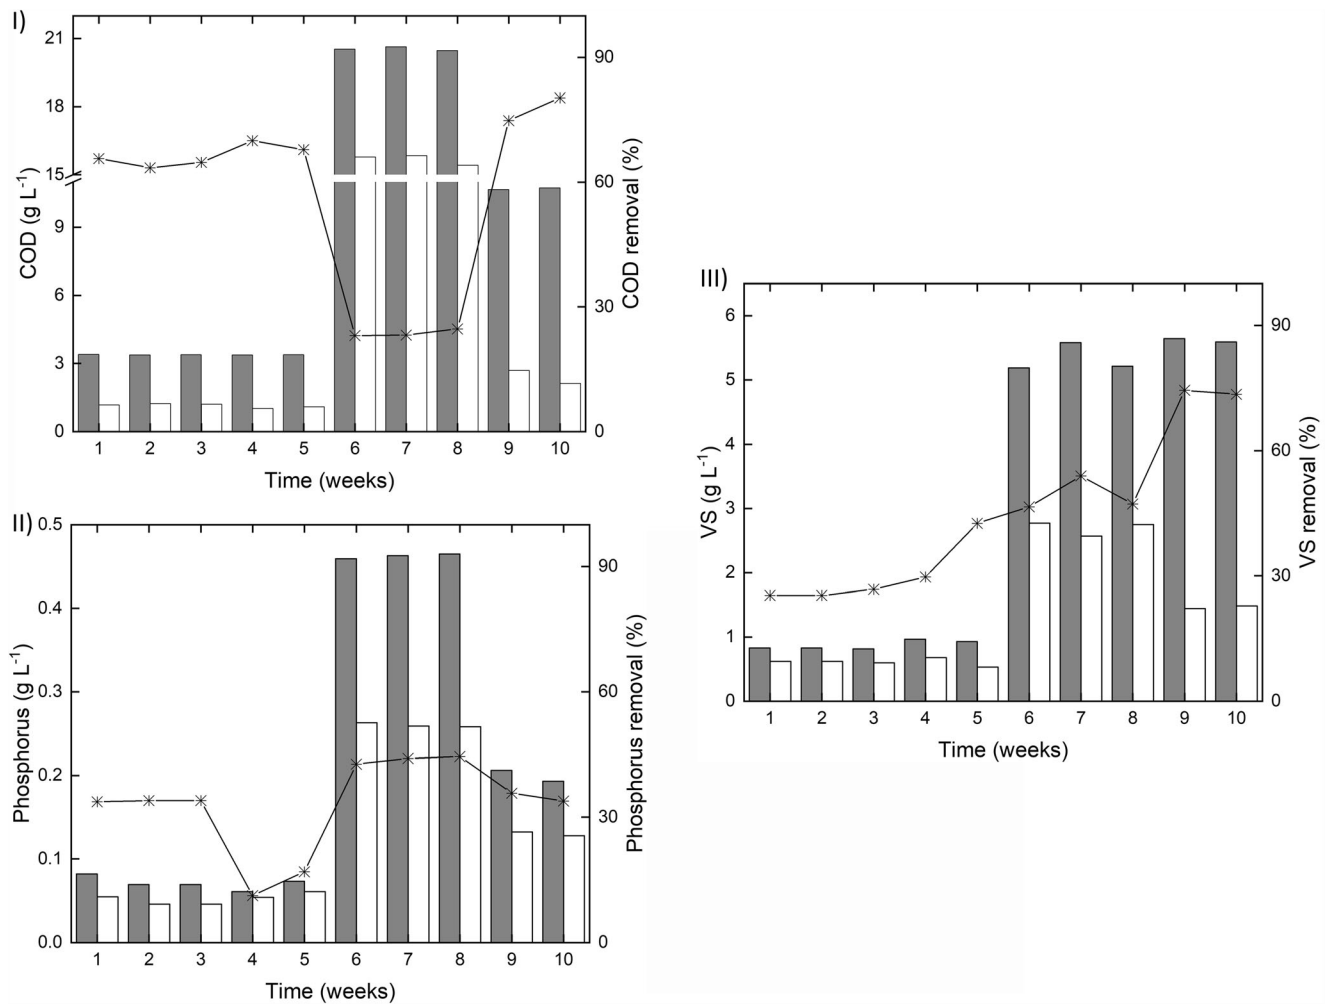 I)
21
18
15
9
6
3
0
COD (g L⁻¹)
90
60
30
0
COD removal (%)
1 2 3 4 5 6 7 8 9 10
Time (weeks)
II)
0.5
0.4
0.3
0.2
0.1
0.0
Phosphorus (g L⁻¹)
90
60
30
0
Phosphorus removal (%)
1 2 3 4 5 6 7 8 9 10
Time (weeks)
III)
6
5
4
3
2
1
0
VS (g L⁻¹)
90
60
30
0
VS removal (%)
1 2 3 4 5 6 7 8 9 10
Time (weeks)